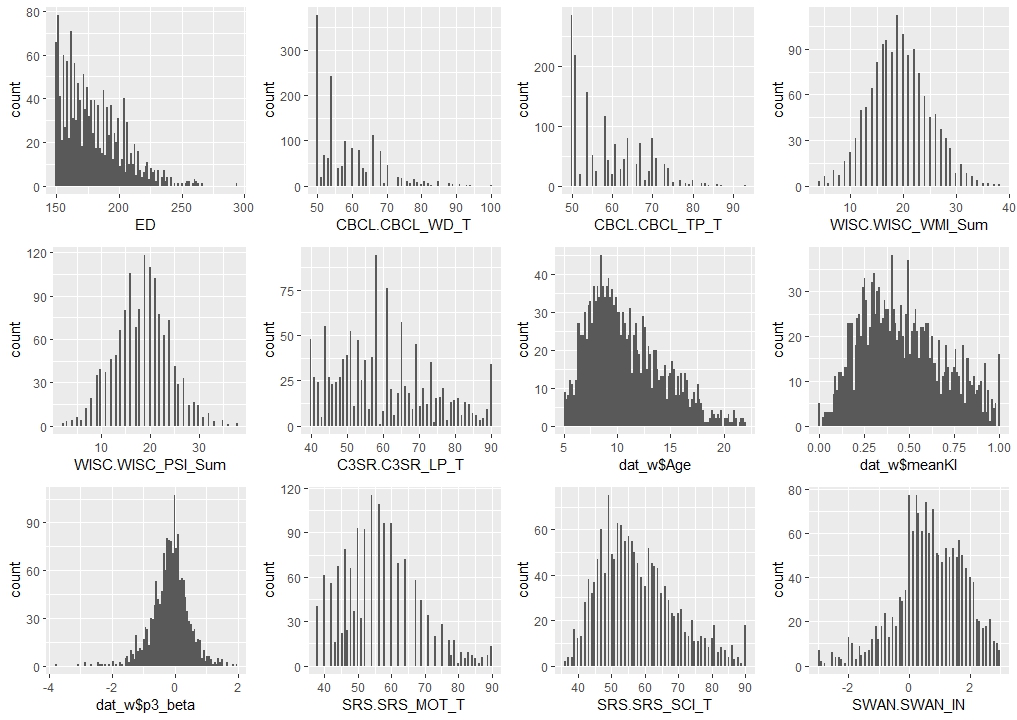 80
60
40
20
0
count
150 200 250 300
ED
300
200
100
0
count
50 60 70 80 90 100
CBCL.CBCL_WD_T
200
100
0
count
50 60 70 80 90
CBCL.CBCL_TP_T
90
60
30
0
count
10 20 30 40
WISC.WISC_WMI_Sum
120
90
60
30
0
count
10 20 30
WISC.WISC_PSI_Sum
75
50
25
0
count
40 50 60 70 80 90
C3SR.C3SR_LP_T
40
30
20
10
0
count
5 10 15 20
dat_w$Age
30
20
10
0
count
0.00 0.25 0.50 0.75 1.00
dat_w$meanKI
90
60
30
0
count
-4 -2 0 2
dat_w$p3_beta
120
90
60
30
0
count
40 50 60 70 80 90
SRS.SRS_MOT_T
60
40
20
0
count
40 50 60 70 80 90
SRS.SRS_SCI_T
80
60
40
20
0
count
-2 0 2
SWAN.SWAN_IN